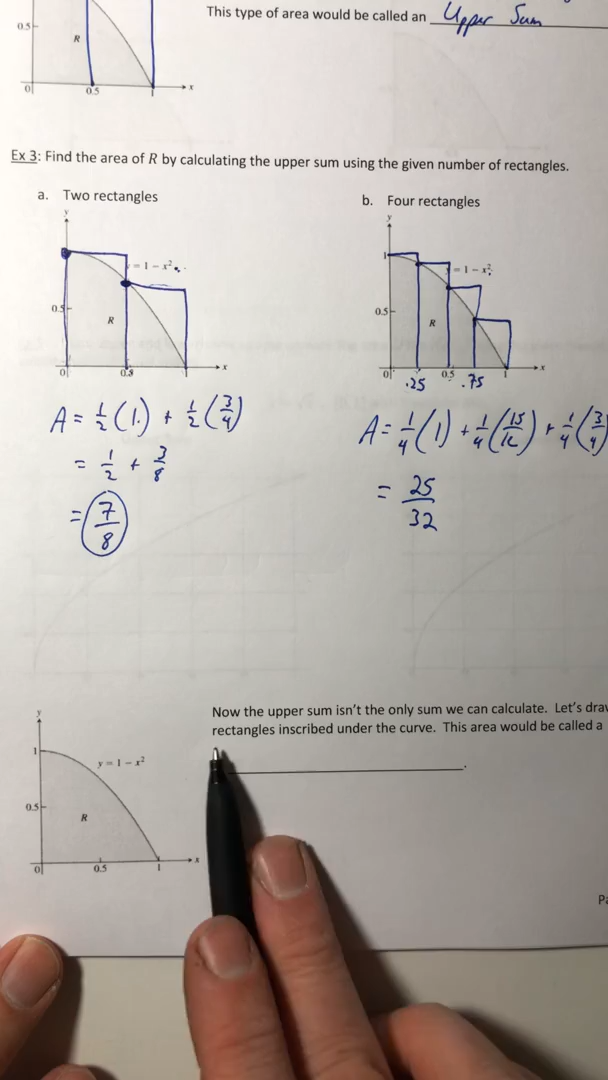 This type of area would be called an Upper Sum
0.5
R
0 0.5 1 x
Ex 3: Find the area of R by calculating the upper sum using the given number of rectangles.
a. Two rectangles
b. Four rectangles
y
y
= 1 − x²
1
= 1 − x²
0.5
R
0.5
R
0 0.5 1 x
0 .25 0.5 .75 1 x
A = 1/2 (1) + 1/2 (3/4)
A = 1/4 (1) + 1/4 (15/16) + 1/4 (3/4)
= 1/2 + 3/8
= 25/32
= 7/8
Now the upper sum isn't the only sum we can calculate. Let's
rectangles inscribed under the curve. This area would be called a
y
1
y = 1 − x²
0.5
R
0 0.5 1 x